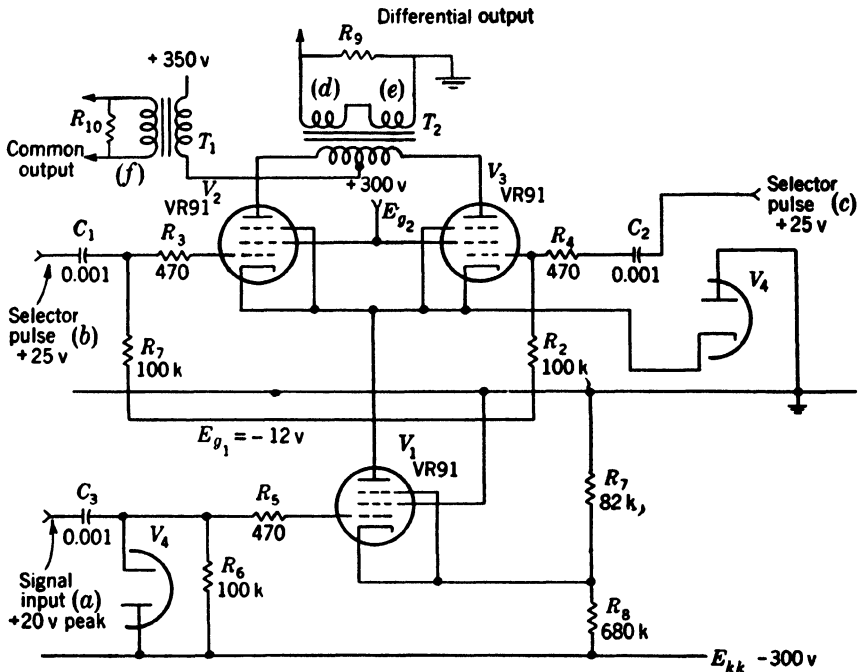 Differential output
R9
+350 v
(d) (e)
R10
T1
T2
Common
output
(f)
+300 v
V2
VR91
Eg2
V3
VR91
Selector
pulse (c)
+25 v
C1
0.001
R3
470
R4
470
C2
0.001
V4
Selector
pulse (b)
+25 v
R7
100 k
R2
100 k
Eg1 = - 12 v
V1
VR91
R7
82 k
C3
0.001
V4
R5
470
R6
100 k
Signal
input (a)
+20 v peak
R8
680 k
Ekk -300 v